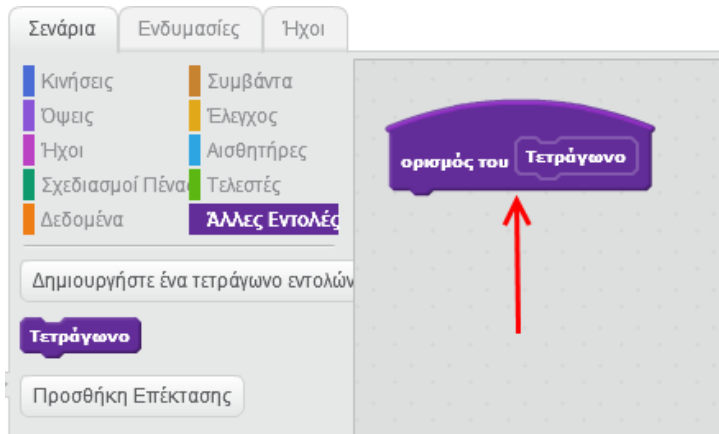 Σενάρια Ενδυμασίες Ήχοι
Κινήσεις Συμβάντα
Όψεις Έλεγχος
Ήχοι Αισθητήρες
Σχεδιασμοί Πένας Τελεστές
Δεδομένα Άλλες Εντολές
Δημιουργήστε ένα τετράγωνο εντολών
Τετράγωνο
Προσθήκη Επέκτασης
ορισμός του Τετράγωνο